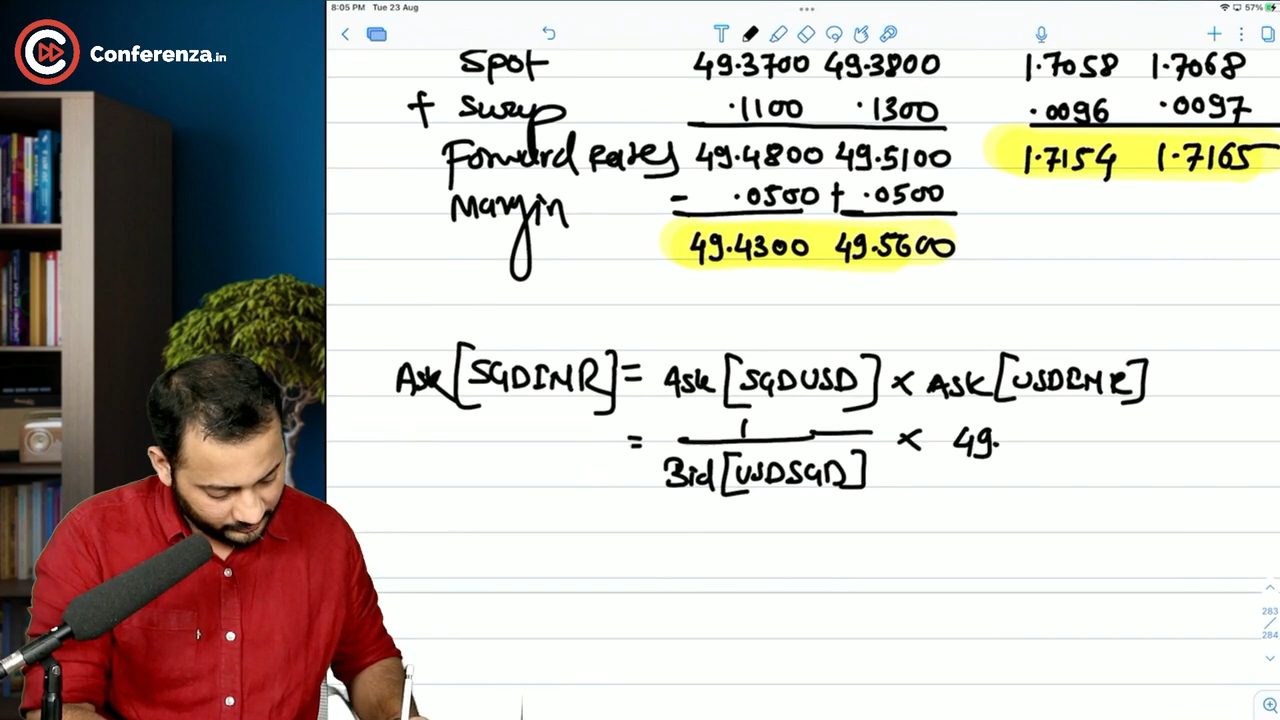 8:05 PM Tue 23 Aug
57%
Conferenza.in
T
Spot 49.3700 49.3800 1.7058 1.7068
+ Swap .1100 .1300 .0096 .0097
Forward Rates 49.4800 49.5100 1.7154 1.7165
Margin - .0500 + .0500
49.4300 49.5600
Ask [SGDINR] = Ask [SGDUSD] × Ask [USDINR]
= 1 × 49.
Bid [USDSGD]
283
/
284